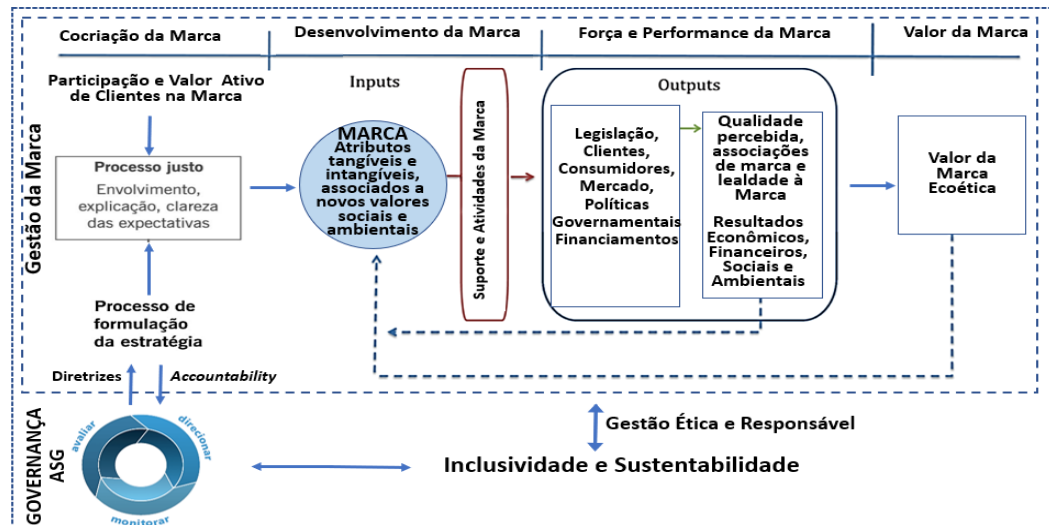 Cocriação da Marca
Desenvolvimento da Marca
Força e Performance da Marca
Valor da Marca
Gestão da Marca
Participação e Valor Ativo
de Clientes na Marca
Processo justo
Envolvimento,
explicação, clareza
das expectativas
Processo de
formulação
da estratégia
Diretrizes
Accountability
Inputs
MARCA
Atributos
tangíveis e
intangíveis,
associados a
novos valores
sociais e
ambientais
Suporte e Atividades da Marca
Outputs
Legislação,
Clientes,
Consumidores,
Mercado,
Políticas
Governamentais
Financiamentos
Qualidade
percebida,
associações
de marca e
lealdade à
Marca
Resultados
Econômicos,
Financeiros,
Sociais e
Ambientais
Valor da
Marca
Ecoética
GOVERNANÇA
ASG
avaliar
direcionar
monitorar
Gestão Ética e Responsável
Inclusividade e Sustentabilidade